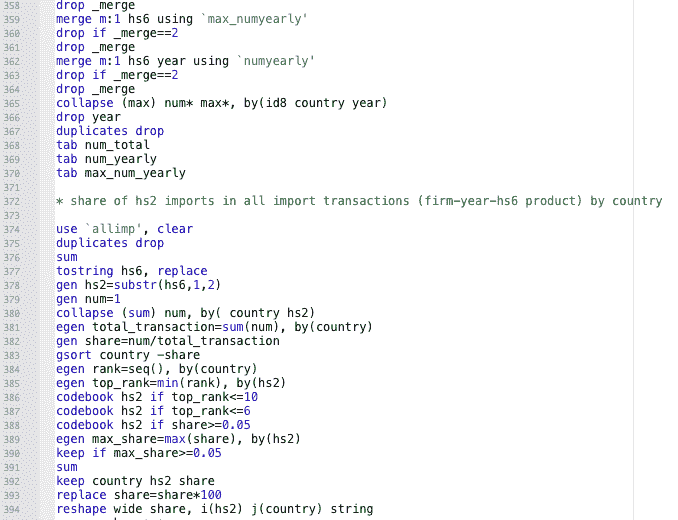 358 drop _merge
359 merge m:1 hs6 using `max_numyearly'
360 drop if _merge==2
361 drop _merge
362 merge m:1 hs6 year using `numyearly'
363 drop if _merge==2
364 drop _merge
365 collapse (max) num* max*, by(id8 country year)
366 drop year
367 duplicates drop
368 tab num_total
369 tab num_yearly
370 tab max_num_yearly
371
372 * share of hs2 imports in all import transactions (firm-year-hs6 product) by country
373
374 use `allimp', clear
375 duplicates drop
376 sum
377 tostring hs6, replace
378 gen hs2=substr(hs6,1,2)
379 gen num=1
380 collapse (sum) num, by( country hs2)
381 egen total_transaction=sum(num), by(country)
382 gen share=num/total_transaction
383 gsort country -share
384 egen rank=seq(), by(country)
385 egen top_rank=min(rank), by(hs2)
386 codebook hs2 if top_rank<=10
387 codebook hs2 if top_rank<=6
388 codebook hs2 if share>=0.05
389 egen max_share=max(share), by(hs2)
390 keep if max_share>=0.05
391 sum
392 keep country hs2 share
393 replace share=share*100
394 reshape wide share, i(hs2) j(country) string